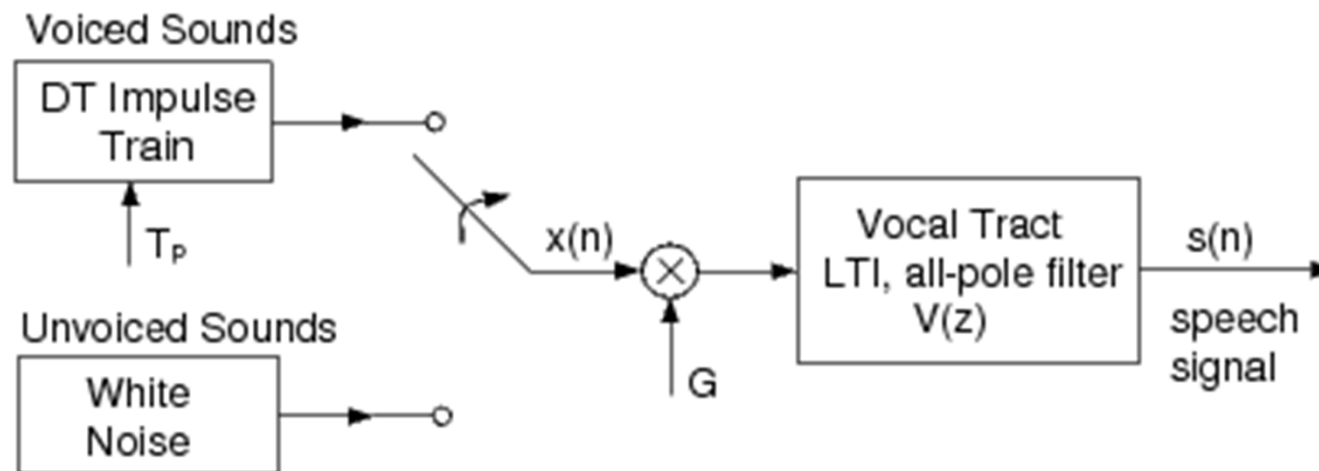 Voiced Sounds
DT Impulse
Train
Tp
Unvoiced Sounds
White
Noise
x(n)
G
Vocal Tract
LTI, all-pole filter
V(z)
s(n)
speech
signal